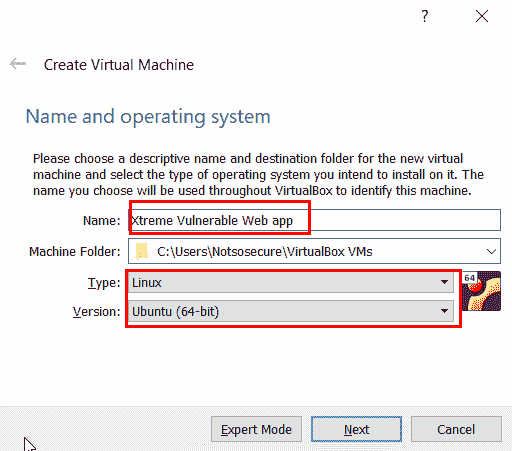 ?
Create Virtual Machine
Name and operating system
Please choose a descriptive name and destination folder for the new virtual
machine and select the type of operating system you intend to install on it. The
name you choose will be used throughout VirtualBox to identify this machine.
Name: Xtreme Vulnerable Web app
Machine Folder: C:\Users\Notsosecure\VirtualBox VMs
Type: Linux 64
Version: Ubuntu (64-bit)
Expert Mode Next Cancel